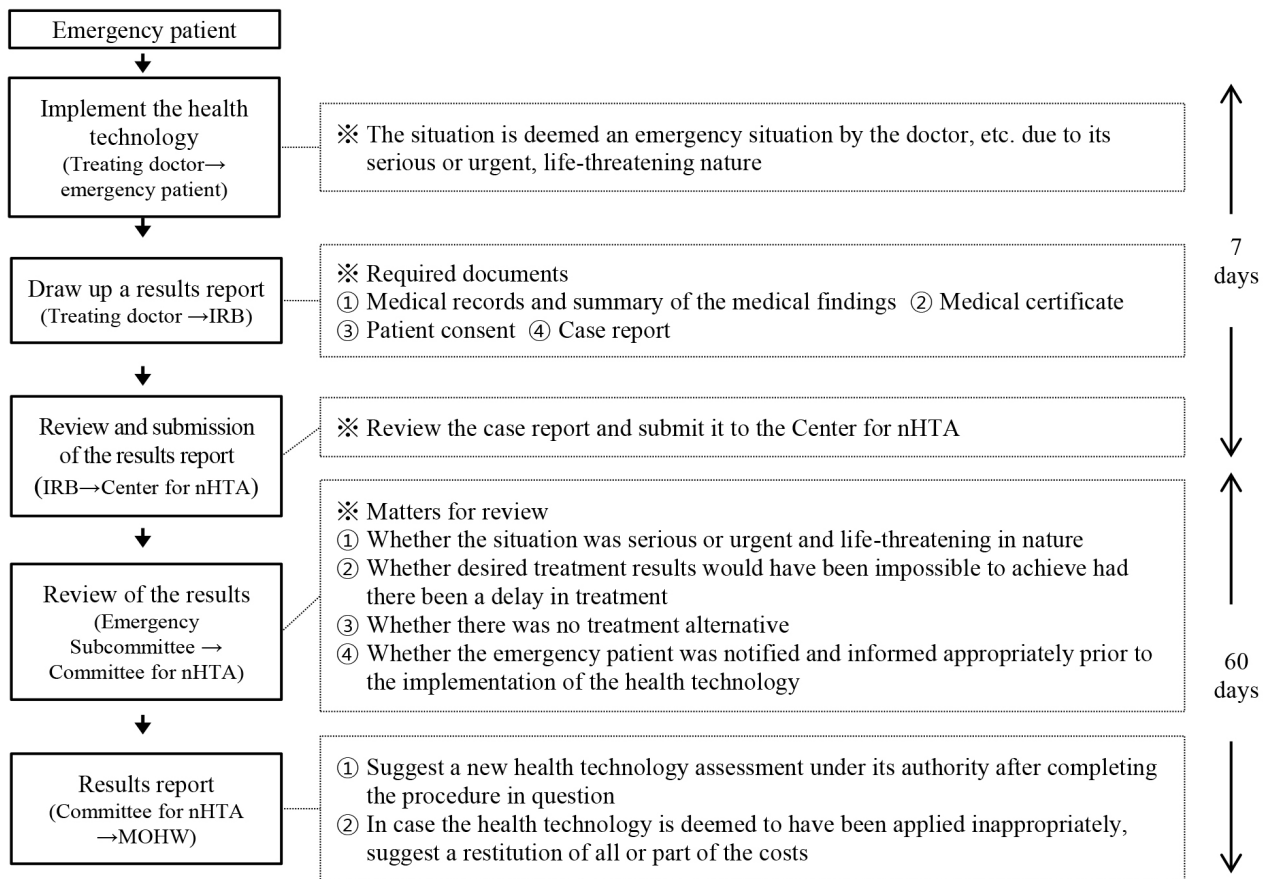 Emergency patient
Implement the health
technology
(Treating doctor→
emergency patient)
※ The situation is deemed an emergency situation by the doctor, etc. due to its
serious or urgent, life-threatening nature
7
days
Draw up a results report
(Treating doctor →IRB)
※ Required documents
① Medical records and summary of the medical findings ② Medical certificate
③ Patient consent ④ Case report
Review and submission
of the results report
(IRB→Center for nHTA)
※ Review the case report and submit it to the Center for nHTA
Review of the results
(Emergency
Subcommittee →
Committee for nHTA)
※ Matters for review
① Whether the situation was serious or urgent and life-threatening in nature
② Whether desired treatment results would have been impossible to achieve had
there been a delay in treatment
③ Whether there was no treatment alternative
④ Whether the emergency patient was notified and informed appropriately prior to
the implementation of the health technology
60
days
Results report
(Committee for nHTA
→MOHW)
① Suggest a new health technology assessment under its authority after completing
the procedure in question
② In case the health technology is deemed to have been applied inappropriately,
suggest a restitution of all or part of the costs